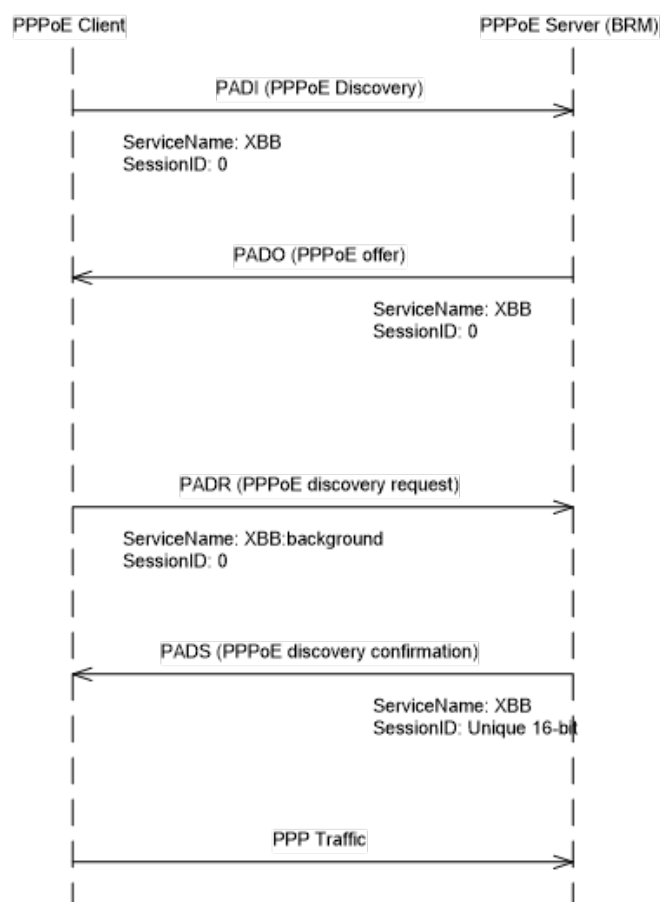 PPPoE Client
PPPoE Server (BRM)
PADI (PPPoE Discovery)
ServiceName: XBB
SessionID: 0
PADO (PPPoE offer)
ServiceName: XBB
SessionID: 0
PADR (PPPoE discovery request)
ServiceName: XBB:background
SessionID: 0
PADS (PPPoE discovery confirmation)
ServiceName: XBB
SessionID: Unique 16-bit
PPP Traffic